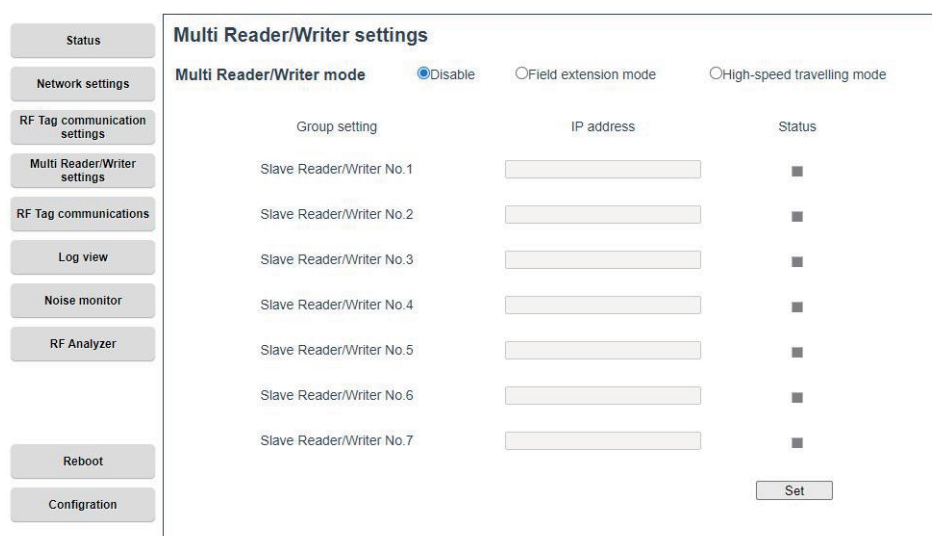 Status
Network settings
RF Tag communication
settings
Multi Reader/Writer
settings
RF Tag communications
Log view
Noise monitor
RF Analyzer
Reboot
Configration
Multi Reader/Writer settings
Multi Reader/Writer mode Disable Field extension mode High-speed travelling mode
Group setting IP address Status
Slave Reader/Writer No.1
Slave Reader/Writer No.2
Slave Reader/Writer No.3
Slave Reader/Writer No.4
Slave Reader/Writer No.5
Slave Reader/Writer No.6
Slave Reader/Writer No.7
Set